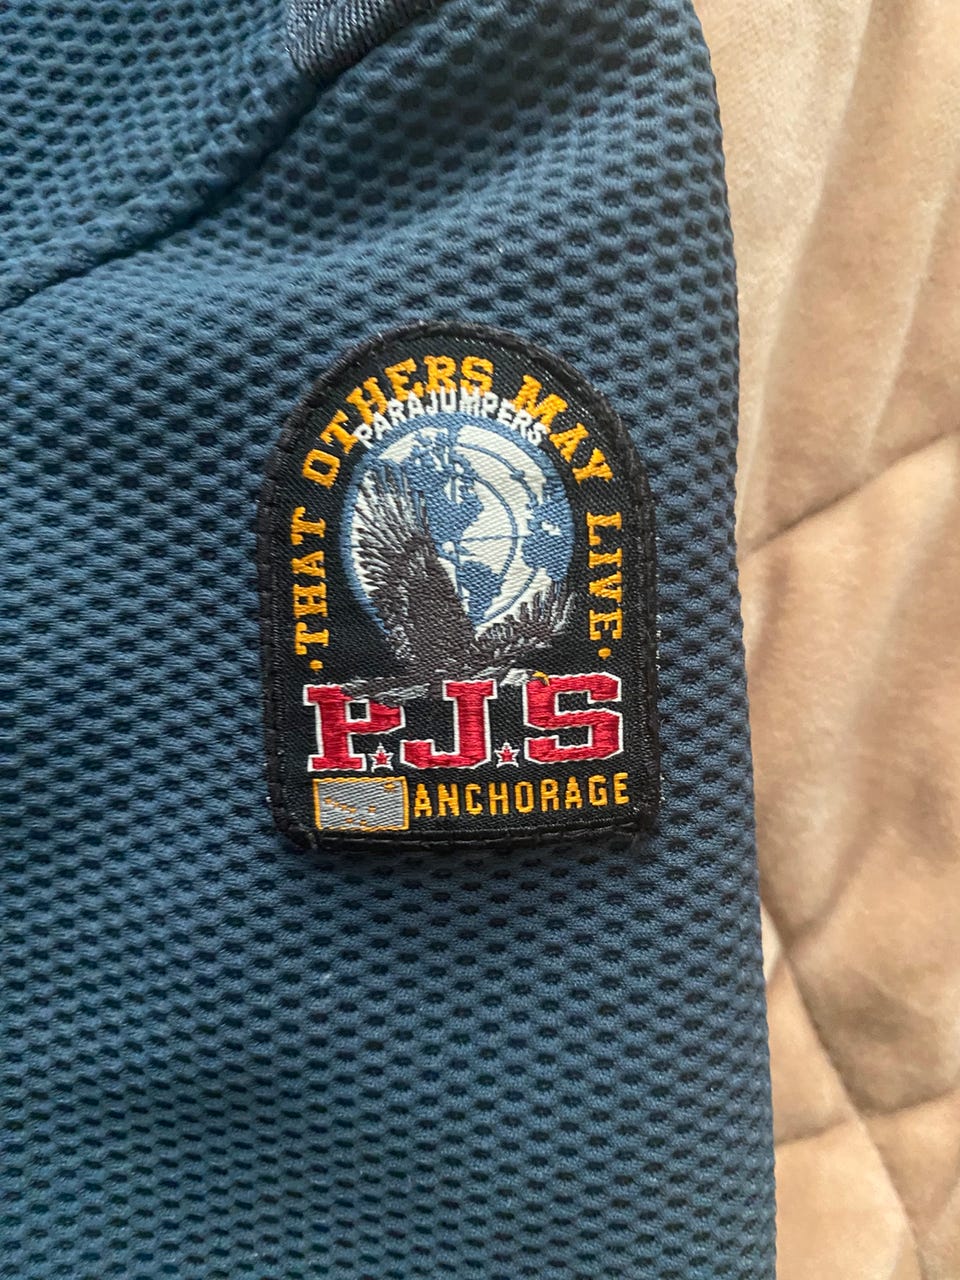 ·THAT OTHERS MAY LIVE·
PARAJUMPERS
P.J.S
ANCHORAGE